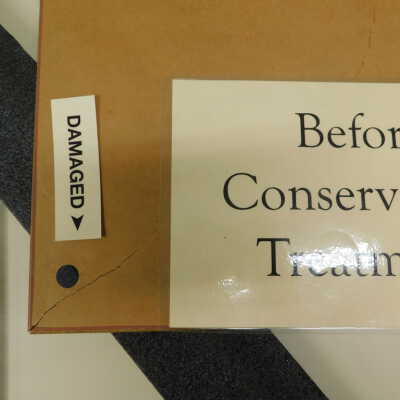 DAMAGED
Befor
Conserv
Treatm